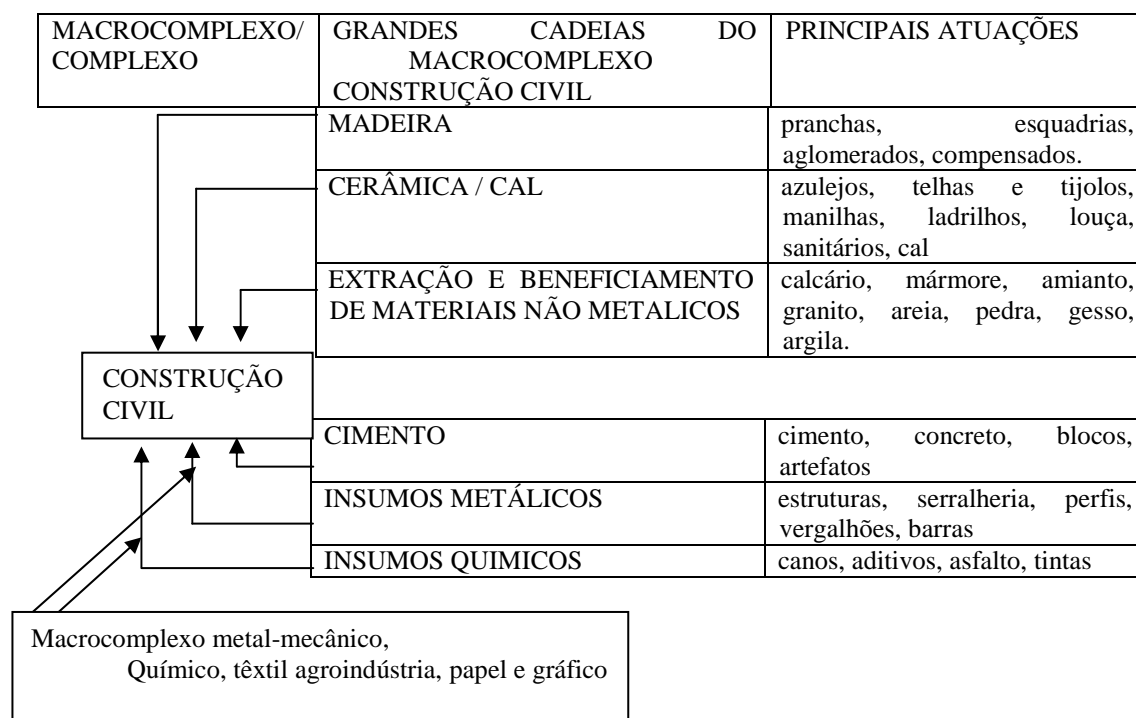 MACROCOMPLEXO/
COMPLEXO
GRANDES CADEIAS DO
MACROCOMPLEXO
CONSTRUÇÃO CIVIL
PRINCIPAIS ATUAÇÕES
MADEIRA
pranchas, esquadrias,
aglomerados, compensados.
CERÂMICA / CAL
azulejos, telhas e tijolos,
manilhas, ladrilhos, louça,
sanitários, cal
EXTRAÇÃO E BENEFICIAMENTO
DE MATERIAIS NÃO METALICOS
calcário, mármore, amianto,
granito, areia, pedra, gesso,
argila.
CONSTRUÇÃO
CIVIL
CIMENTO
cimento, concreto, blocos,
artefatos
INSUMOS METÁLICOS
estruturas, serralheria, perfis,
vergalhões, barras
INSUMOS QUIMICOS
canos, aditivos, asfalto, tintas
Macrocomplexo metal-mecânico,
Químico, têxtil agroindústria, papel e gráfico